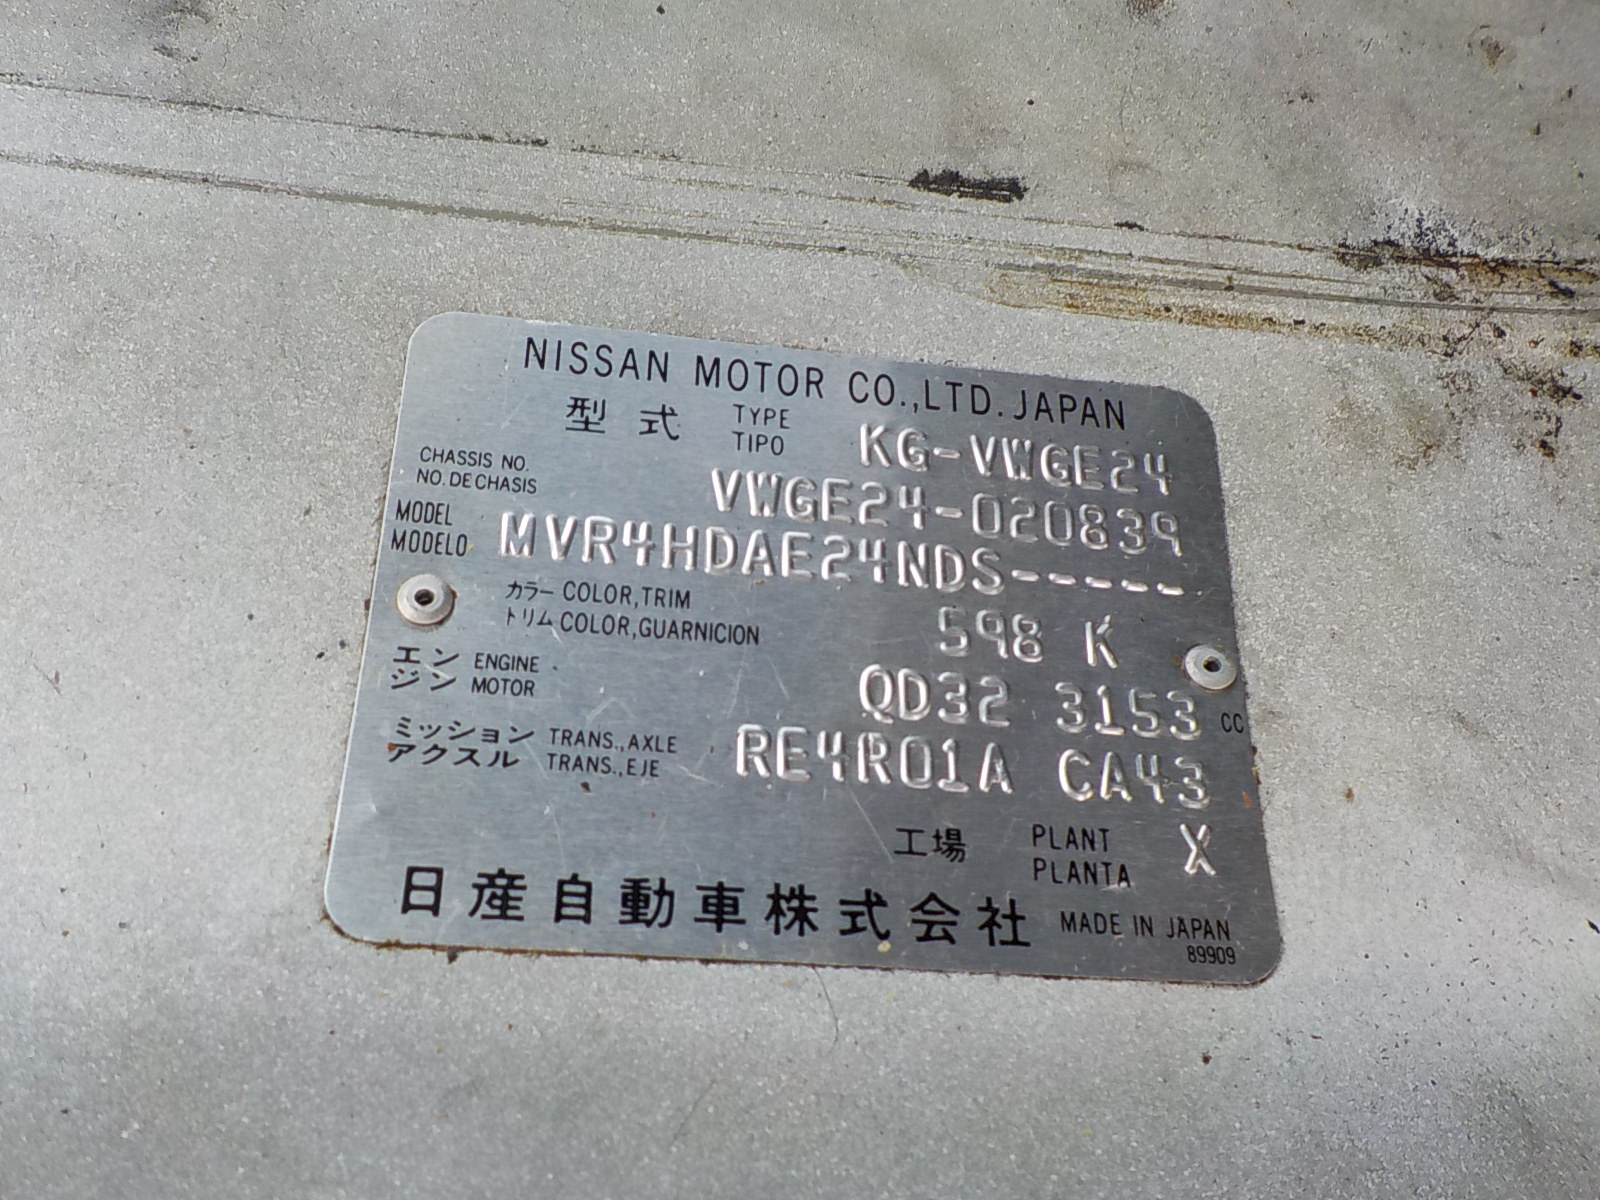 NISSAN MOTOR CO.,LTD.JAPAN
型式 TYPE KG-VWGE24
TIPO
CHASSIS NO. VWGE24-020839
NO. DE CHASIS
MODEL MVR4HDAE24NDS-----
MODELO
カラー COLOR,TRIM 598 K
トリム COLOR,GUARNICION
エン ENGINE QD32 3153 CC
ジン MOTOR
ミッション TRANS.,AXLE RE4R01A CA43
アクスル TRANS.,EJE
工場 PLANT X
PLANTA
日産自動車株式会社 MADE IN JAPAN
89909